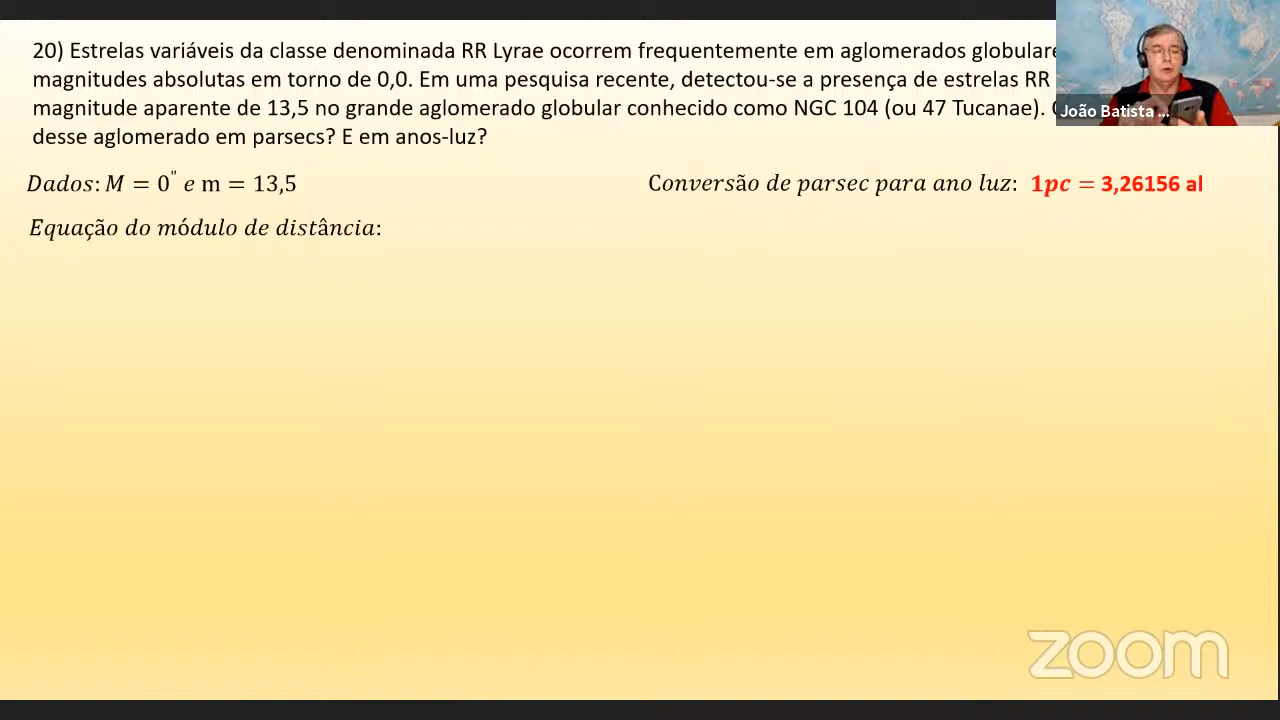 20) Estrelas variáveis da classe denominada RR Lyrae ocorrem frequentemente em aglomerados globulare
magnitudes absolutas em torno de 0,0. Em uma pesquisa recente, detectou-se a presença de estrelas RR
magnitude aparente de 13,5 no grande aglomerado globular conhecido como NGC 104 (ou 47 Tucanae).
desse aglomerado em parsecs? E em anos-luz?
João Batista ...
Dados: M = 0" e m = 13,5
Conversão de parsec para ano luz: 1pc = 3,26156 al
Equação do módulo de distância:
zoom